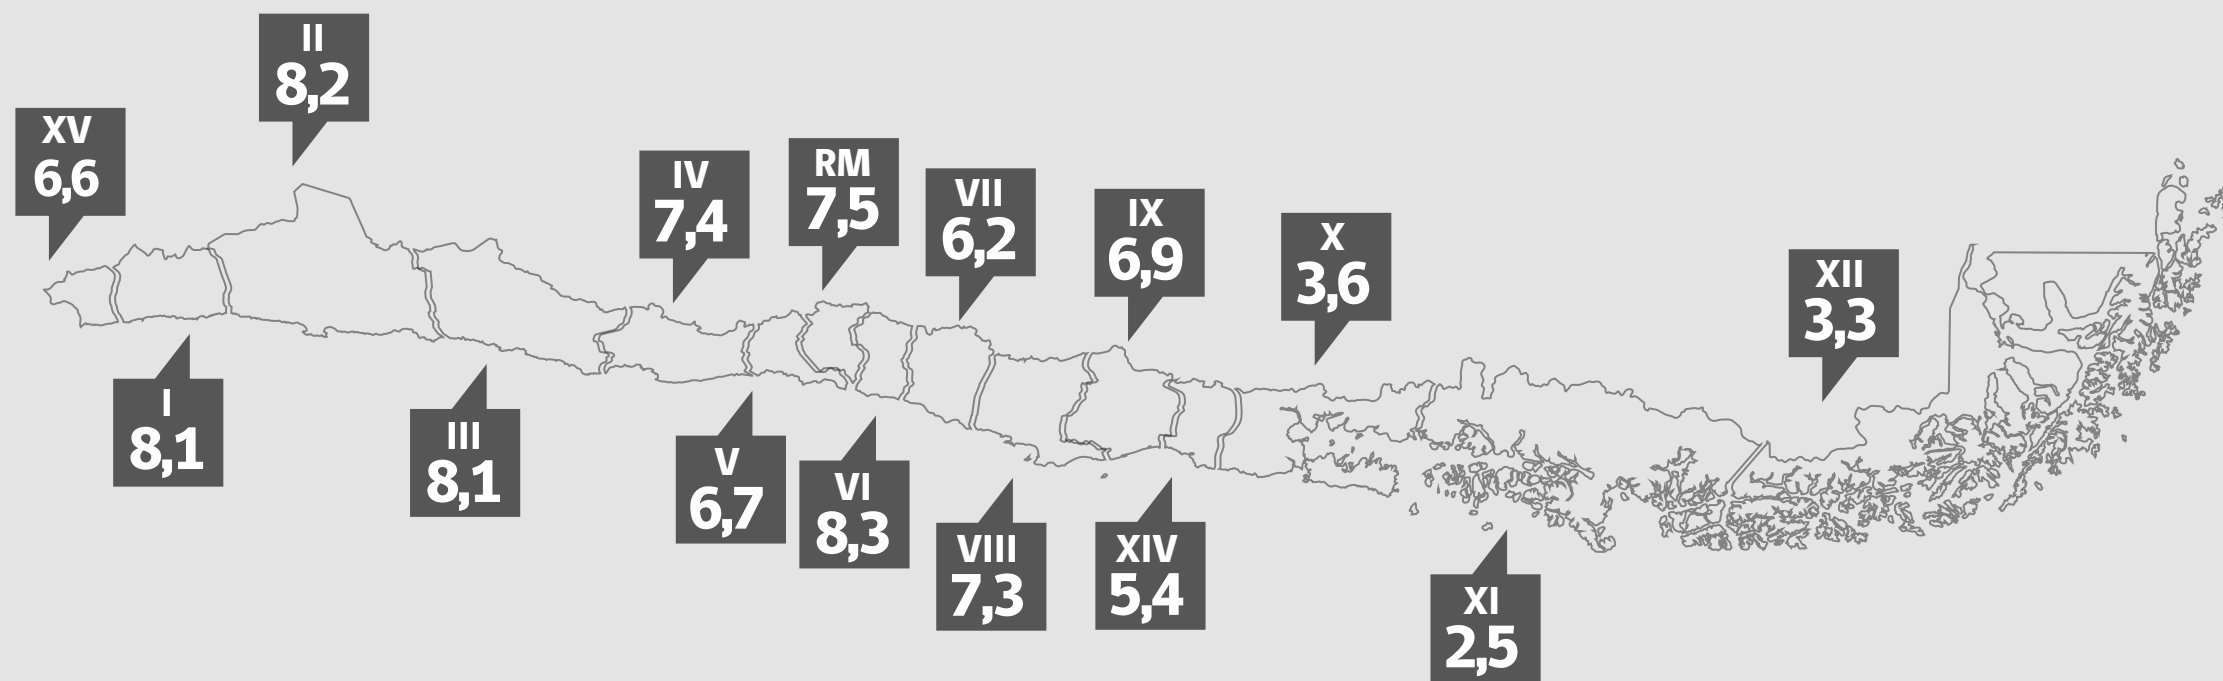 II
8,2
XV
6,6
IV
7,4
RM
7,5
VII
6,2
IX
6,9
X
3,6
XII
3,3
I
8,1
III
8,1
V
6,7
VI
8,3
VIII
7,3
XIV
5,4
XI
2,5